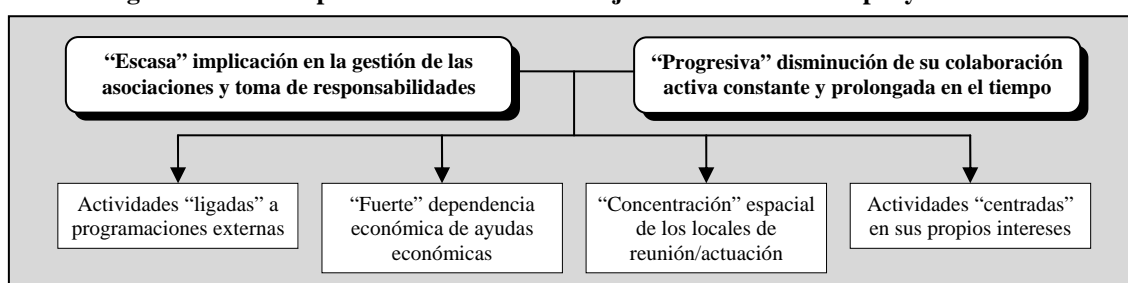 “Escasa” implicación en la gestión de las
asociaciones y toma de responsabilidades
“Progresiva” disminución de su colaboración
activa constante y prolongada en el tiempo
Actividades “ligadas” a
programaciones externas
“Fuerte” dependencia
económica de ayudas
económicas
“Concentración” espacial
de los locales de
reunión/actuación
Actividades “centradas”
en sus propios intereses